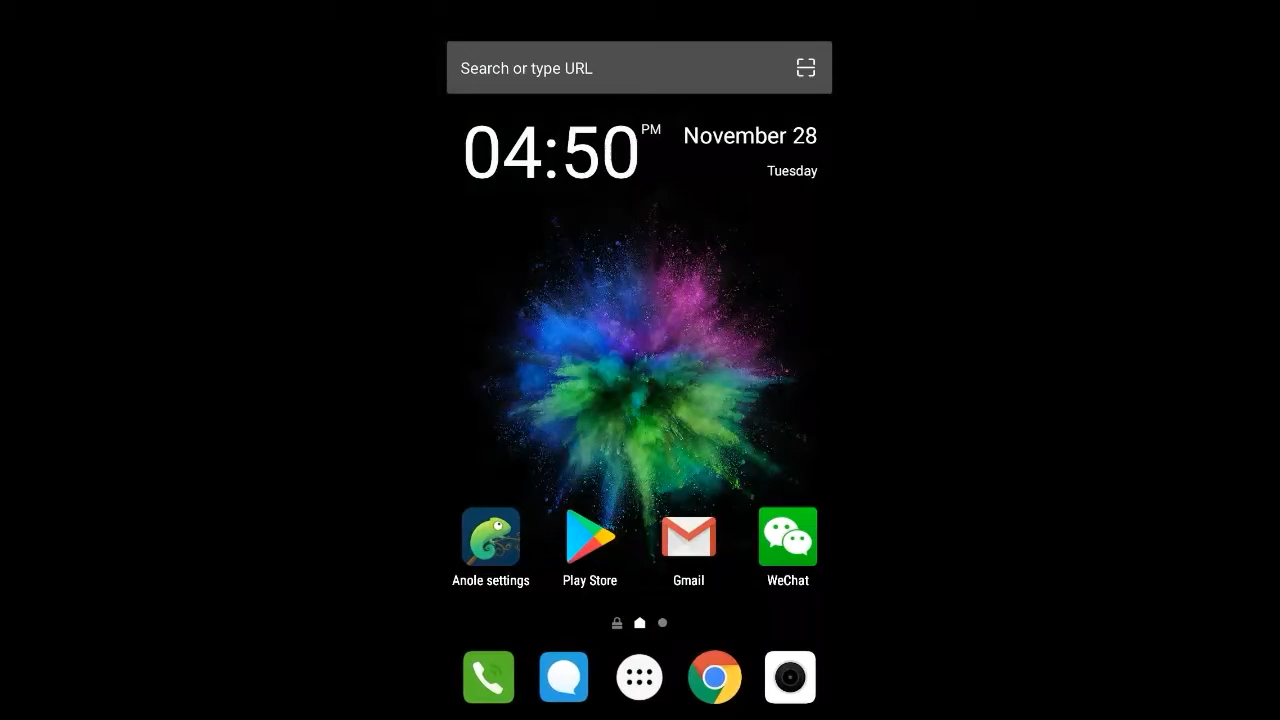 Search or type URL
04:50 PM
November 28
Tuesday
Anole settings
Play Store
Gmail
WeChat